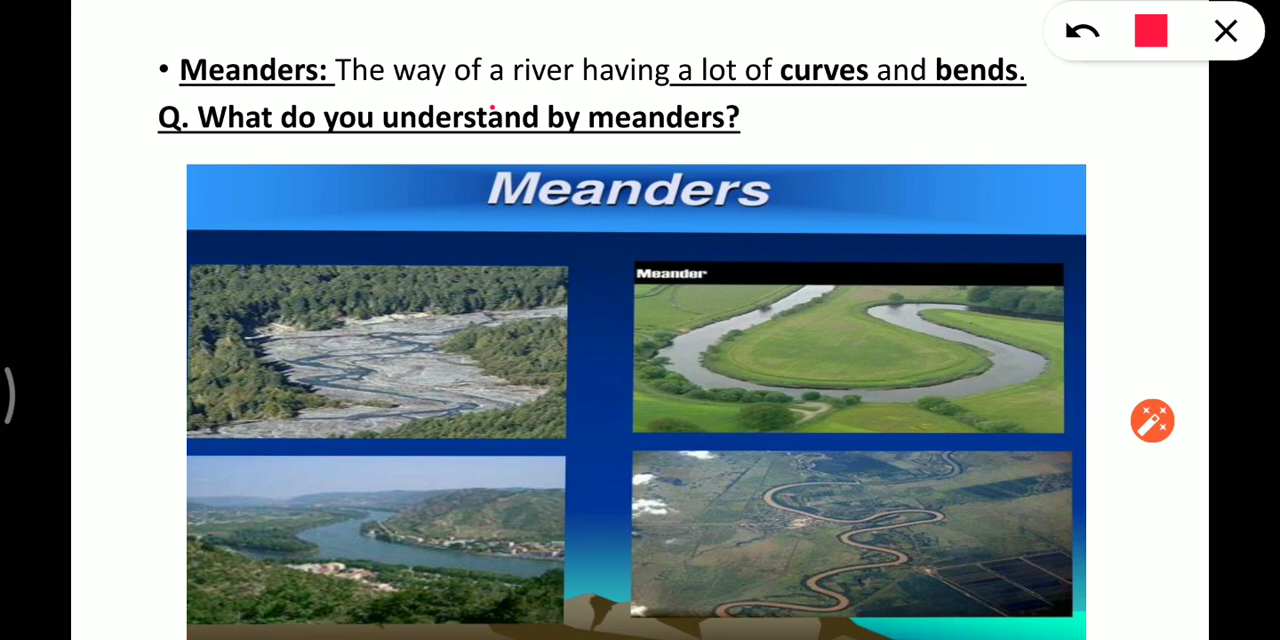 • Meanders: The way of a river having a lot of curves and bends.
Q. What do you understand by meanders?
Meanders
Meander